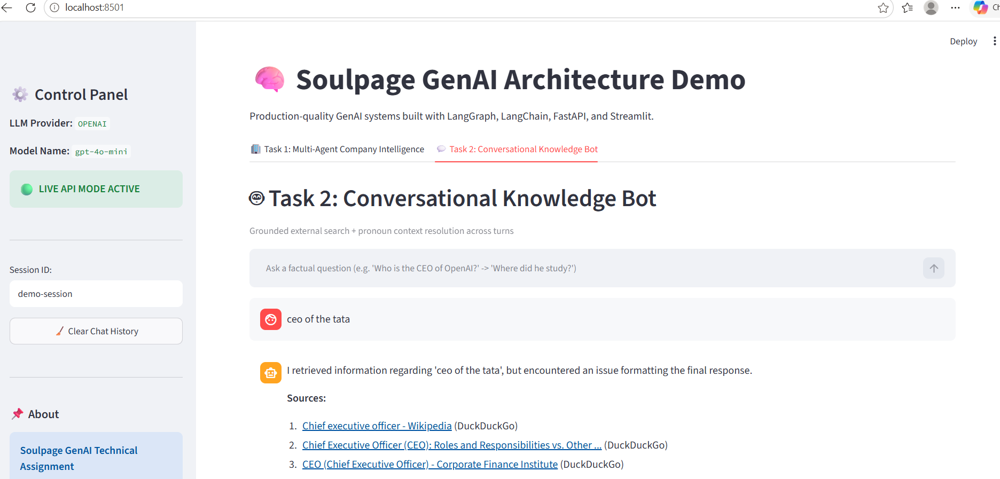 localhost:8501
Ch
Deploy
Control Panel
LLM Provider: OPENAI
Model Name: gpt-4o-mini
LIVE API MODE ACTIVE
Session ID:
demo-session
Clear Chat History
About
Soulpage GenAI Technical
Assignment
Soulpage GenAI Architecture Demo
Production-quality GenAI systems built with LangGraph, LangChain, FastAPI, and Streamlit.
Task 1: Multi-Agent Company Intelligence
Task 2: Conversational Knowledge Bot
Task 2: Conversational Knowledge Bot
Grounded external search + pronoun context resolution across turns
Ask a factual question (e.g. 'Who is the CEO of OpenAI?' -> 'Where did he study?')
ceo of the tata
I retrieved information regarding 'ceo of the tata', but encountered an issue formatting the final response.
Sources:
1. Chief executive officer - Wikipedia (DuckDuckGo)
2. Chief Executive Officer (CEO): Roles and Responsibilities vs. Other ... (DuckDuckGo)
3. CEO (Chief Executive Officer) - Corporate Finance Institute (DuckDuckGo)